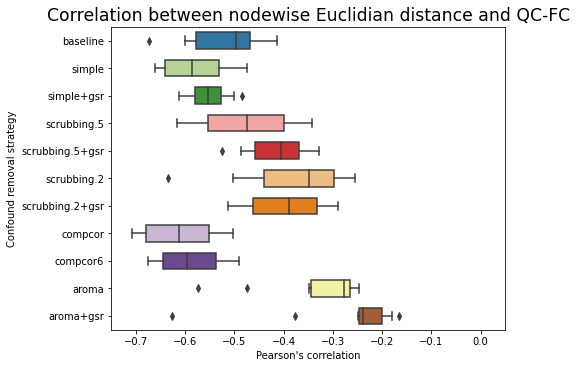 Correlation between nodewise Euclidian distance and QC-FC
Confound removal strategy
baseline
simple
simple+gsr
scrubbing.5
scrubbing.5+gsr
scrubbing.2
scrubbing.2+gsr
compcor
compcor6
aroma
aroma+gsr
−0.7 −0.6 −0.5 −0.4 −0.3 −0.2 −0.1 0.0
Pearson's correlation